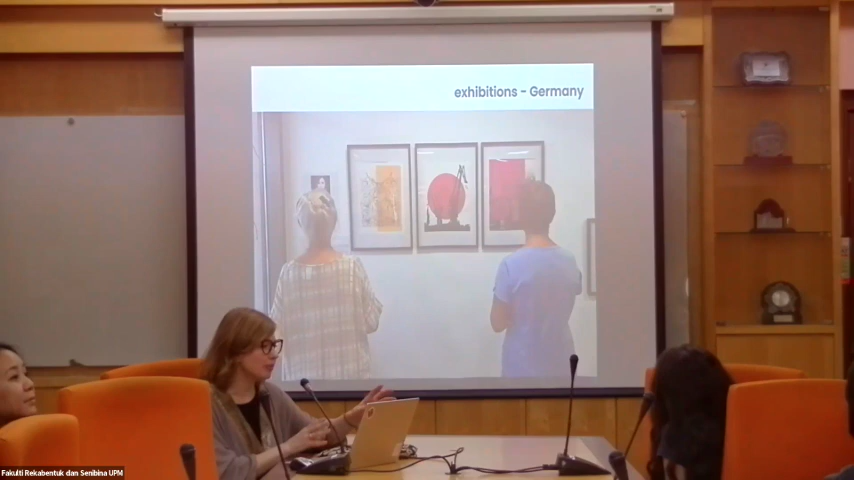 exhibitions - Germany
Fakulti Rekabentuk dan Senibina UPM